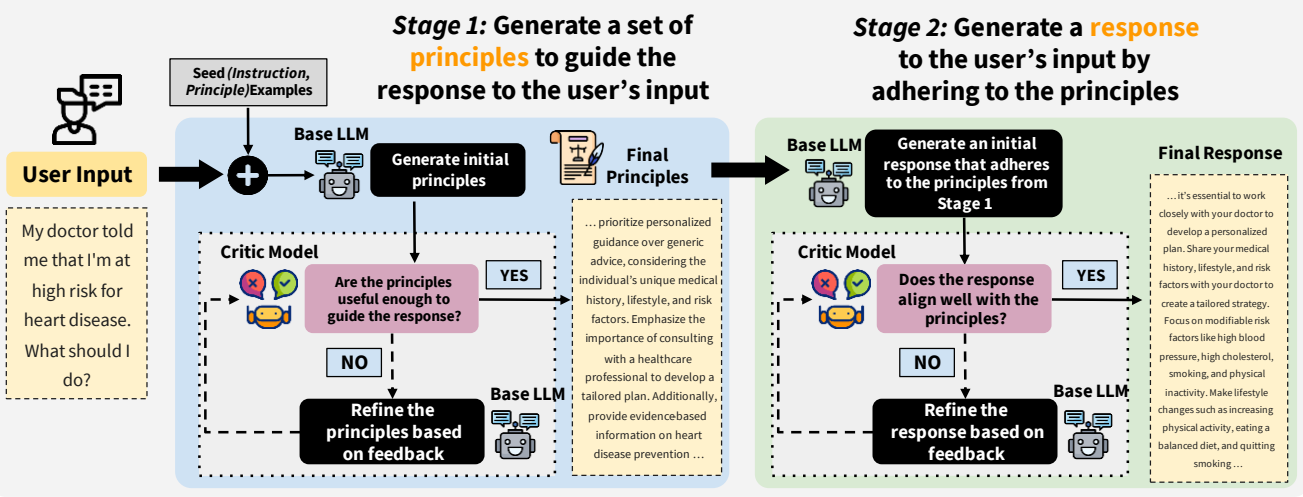 Stage 1: Generate a set of
principles to guide the
response to the user's input
Stage 2: Generate a response
to the user's input by
adhering to the principles
Seed (Instruction,
Principle)Examples
User Input
My doctor told
me that I'm at
high risk for
heart disease.
What should I
do?
Base LLM
Generate initial
principles
Final
Principles
Critic Model
Are the principles
useful enough to
guide the response?
YES
NO
Base LLM
Refine the
principles based
on feedback
... prioritize personalized
guidance over generic
advice, considering the
individual's unique medical
history, lifestyle, and risk
factors. Emphasize the
importance of consulting
with a healthcare
professional to develop a
tailored plan. Additionally,
provide evidencebased
information on heart
disease prevention ...
Base LLM
Generate an initial
response that adheres
to the principles from
Stage 1
Critic Model
Does the response
align well with the
principles?
YES
NO
Base LLM
Refine the
response based on
feedback
Final Response
... it's essential to work
closely with your doctor to
develop a personalized
plan. Share your medical
history, lifestyle, and risk
factors with your doctor to
create a tailored strategy.
Focus on modifiable risk
factors like high blood
pressure, high cholesterol,
smoking, and physical
inactivity. Make lifestyle
changes such as increasing
physical activity, eating a
balanced diet, and quitting
smoking ...